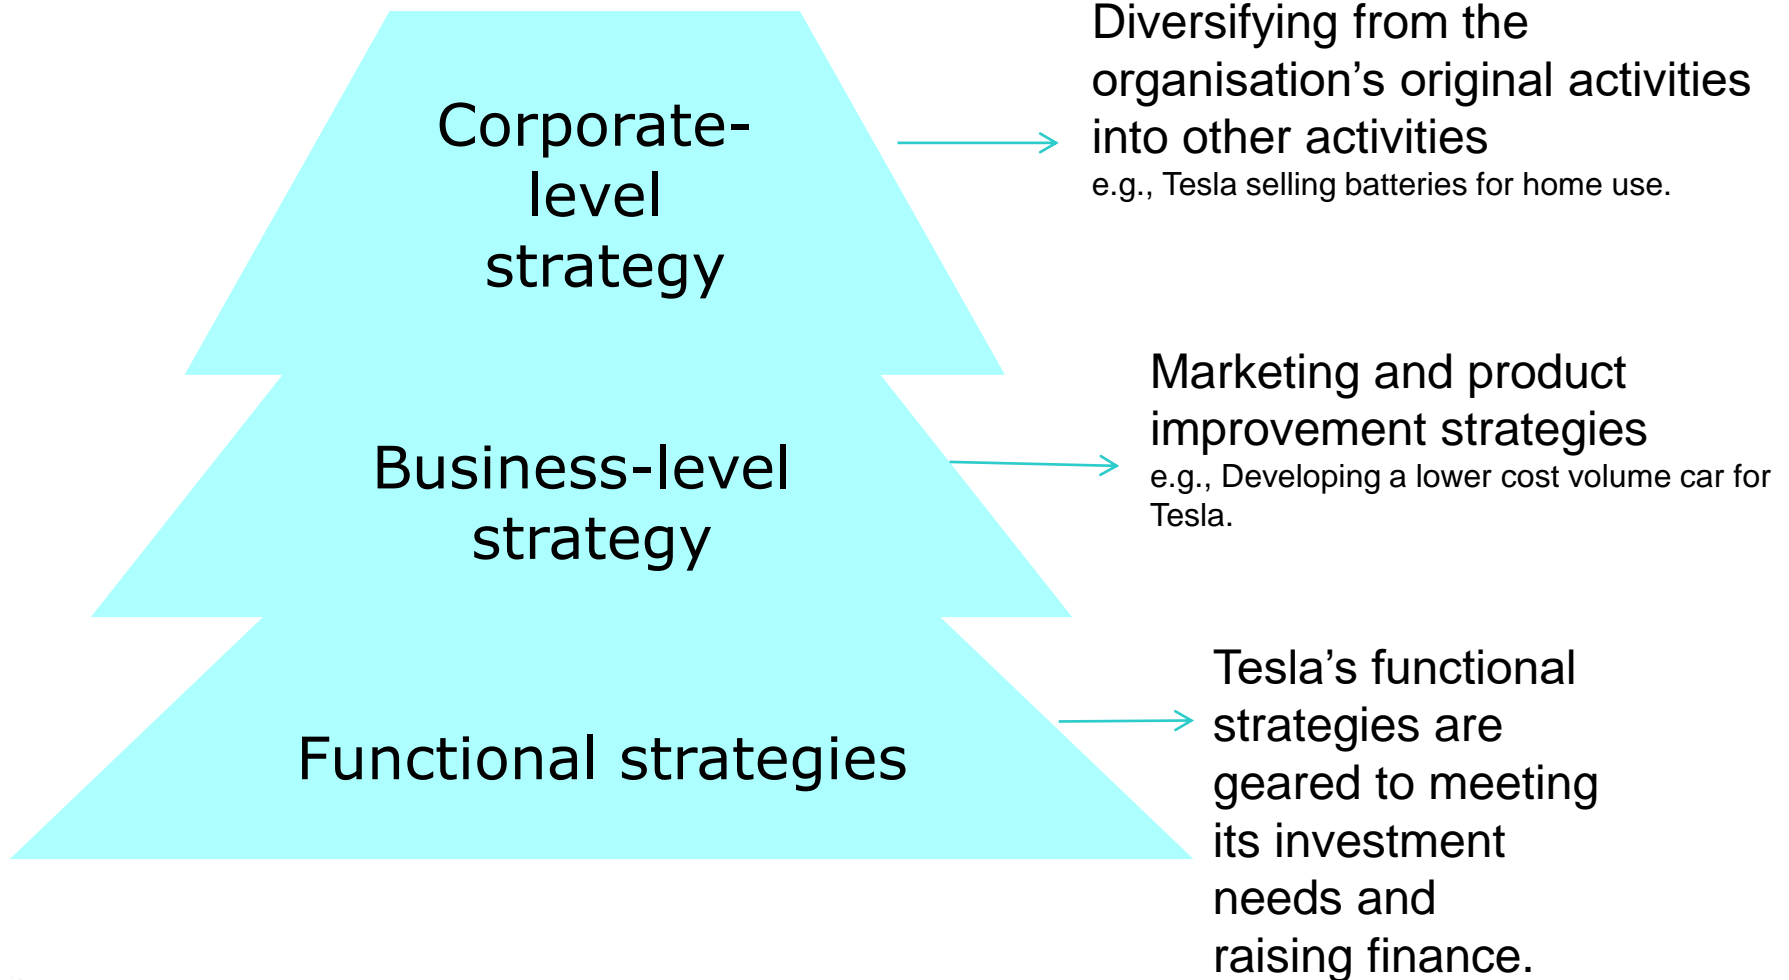 Corporate-
level
strategy
Diversifying from the
organisation’s original activities
into other activities
e.g., Tesla selling batteries for home use.
Business-level
strategy
Marketing and product
improvement strategies
e.g., Developing a lower cost volume car for
Tesla.
Functional strategies
Tesla’s functional
strategies are
geared to meeting
its investment
needs and
raising finance.